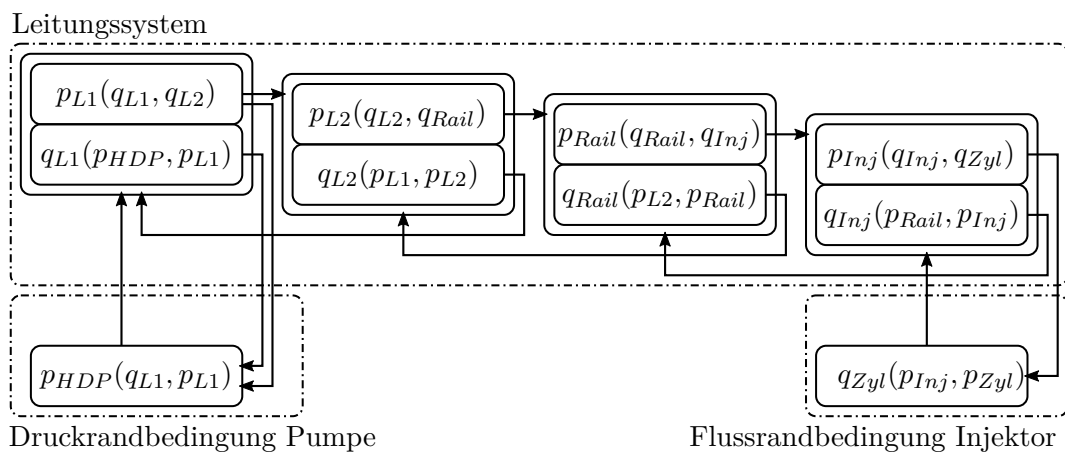 Leitungssystem
p_{L1}(q_{L1}, q_{L2})
q_{L1}(p_{HDP}, p_{L1})
p_{L2}(q_{L2}, q_{Rail})
q_{L2}(p_{L1}, p_{L2})
p_{Rail}(q_{Rail}, q_{Inj})
q_{Rail}(p_{L2}, p_{Rail})
p_{Inj}(q_{Inj}, q_{Zyl})
q_{Inj}(p_{Rail}, p_{Inj})
p_{HDP}(q_{L1}, p_{L1})
q_{Zyl}(p_{Inj}, p_{Zyl})
Druckrandbedingung Pumpe
Flussrandbedingung Injektor